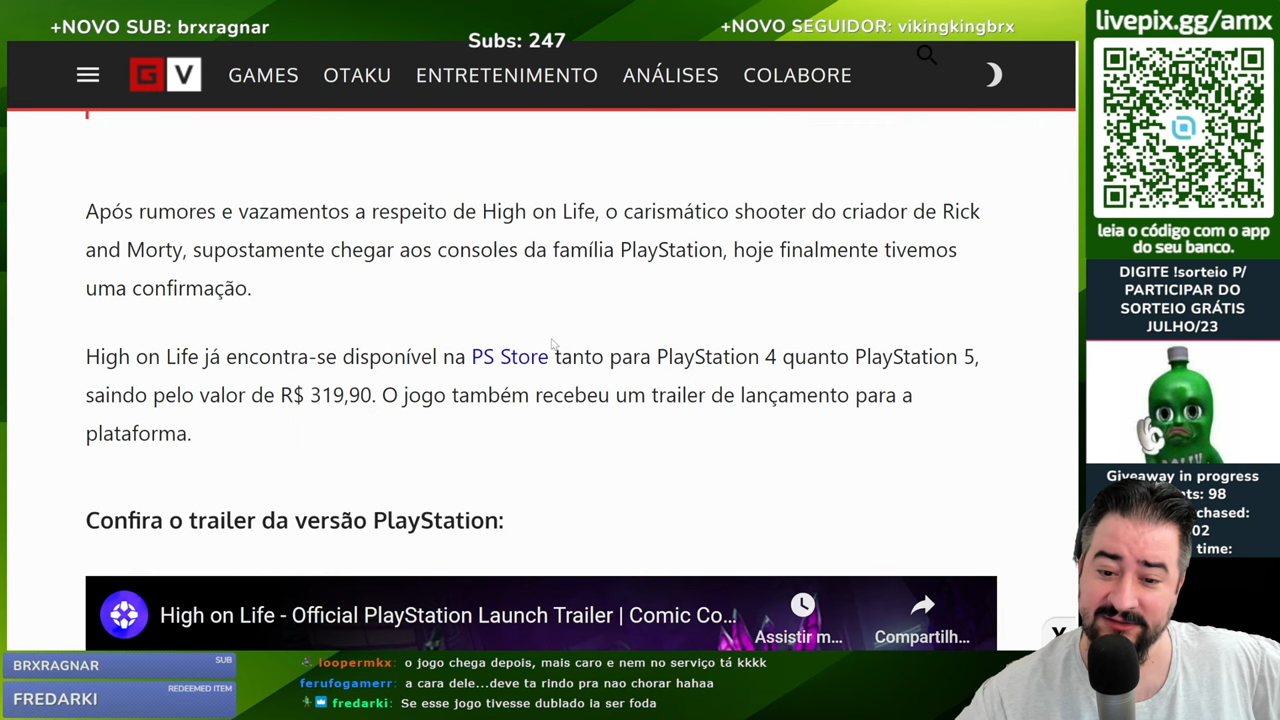 +NOVO SUB: brxragnar
Subs: 247
+NOVO SEGUIDOR: vikingkingbrx
livepix.gg/amx
G V
GAMES OTAKU ENTRETENIMENTO ANÁLISES COLABORE
leia o código com o app
do seu banco.
DIGITE !sorteio P/
PARTICIPAR DO
SORTEIO GRÁTIS
JULHO/23
Após rumores e vazamentos a respeito de High on Life, o carismático shooter do criador de Rick
and Morty, supostamente chegar aos consoles da família PlayStation, hoje finalmente tivemos
uma confirmação.
High on Life já encontra-se disponível na PS Store tanto para PlayStation 4 quanto PlayStation 5,
saindo pelo valor de R$ 319,90. O jogo também recebeu um trailer de lançamento para a
plataforma.
Confira o trailer da versão PlayStation:
High on Life - Official PlayStation Launch Trailer | Comic Co...
Assistir m...
Compartilh...
Giveaway in progress
98
02
time:
X
BRXRAGNAR SUB
FREDARKI REDEEMED ITEM
loopermkx: o jogo chega depois, mais caro e nem no serviço tá kkkk
ferufogamerr: a cara dele...deve ta rindo pra nao chorar hahaa
fredarki: Se esse jogo tivesse dublado ia ser foda